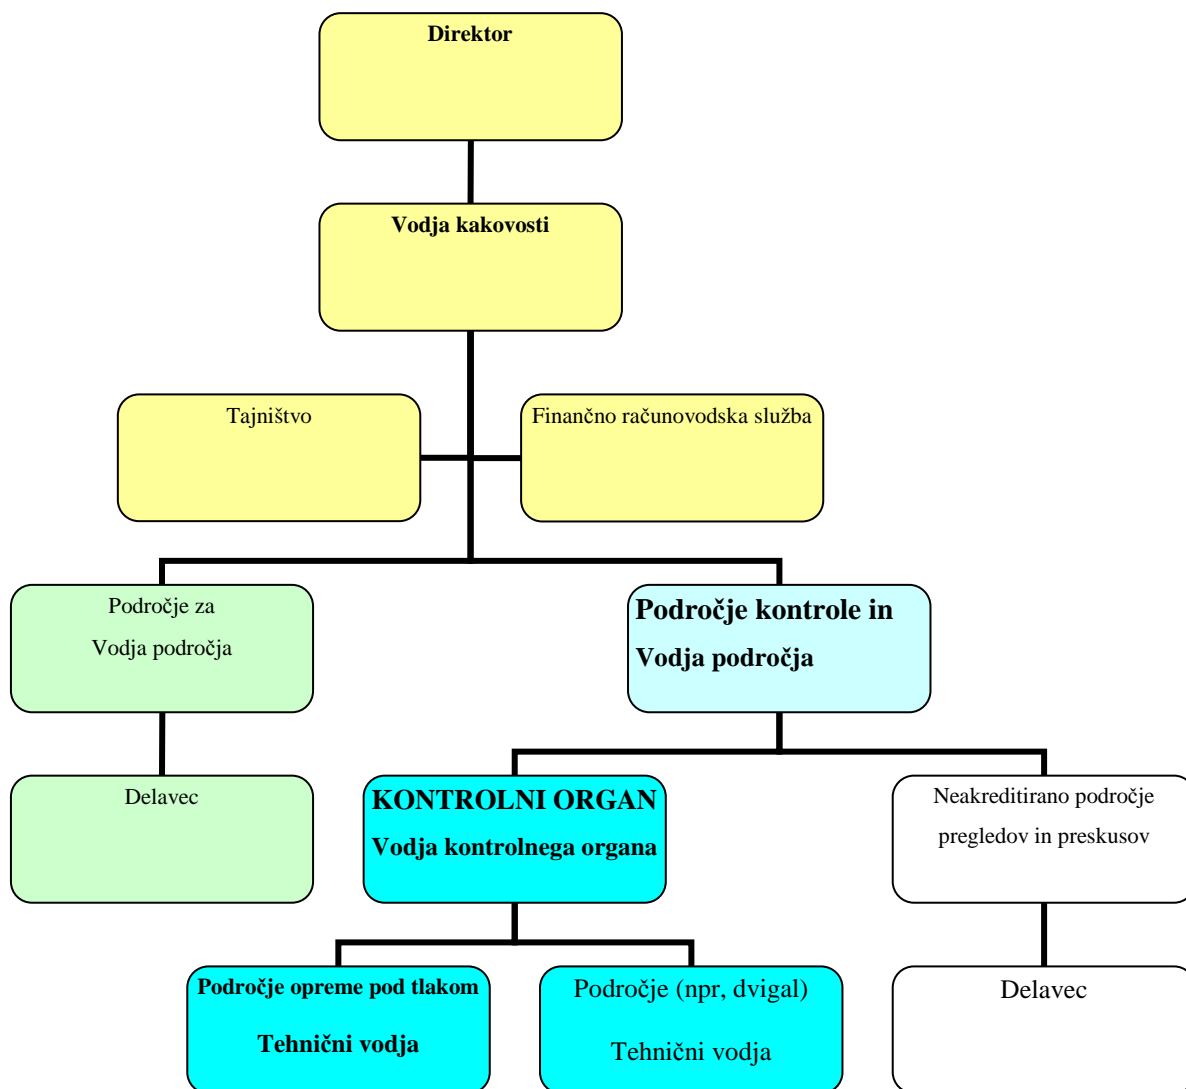 Direktor
Vodja kakovosti
Tajništvo
Finančno računovodska služba
Področje za
Vodja področja
Področje kontrole in
Vodja področja
Delavec
KONTROLNI ORGAN
Vodja kontrolnega organa
Neakreditirano področje
pregledov in preskusov
Področje opreme pod tlakom
Tehnični vodja
Področje (npr, dvigal)
Tehnični vodja
Delavec